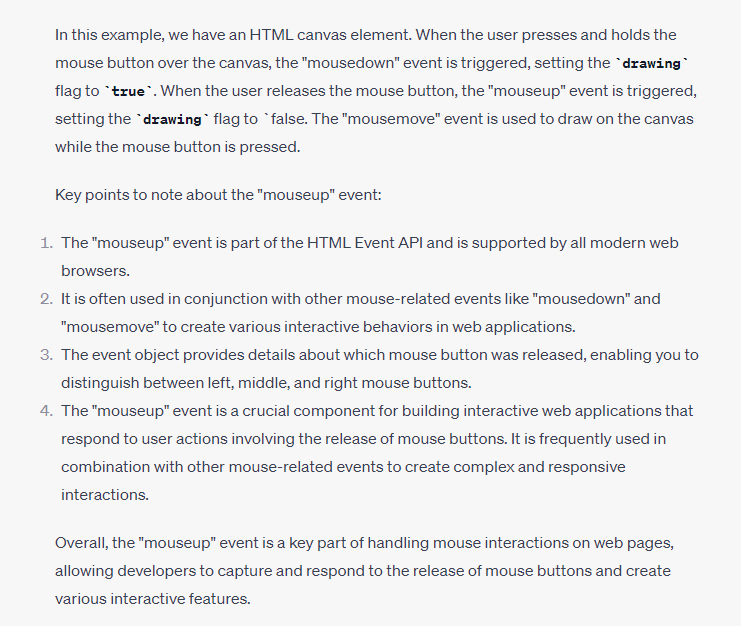 In this example, we have an HTML canvas element. When the user presses and holds the
mouse button over the canvas, the "mousedown" event is triggered, setting the `drawing`
flag to `true`. When the user releases the mouse button, the "mouseup" event is triggered,
setting the `drawing` flag to `false. The "mousemove" event is used to draw on the canvas
while the mouse button is pressed.
Key points to note about the "mouseup" event:
1. The "mouseup" event is part of the HTML Event API and is supported by all modern web
browsers.
2. It is often used in conjunction with other mouse-related events like "mousedown" and
"mousemove" to create various interactive behaviors in web applications.
3. The event object provides details about which mouse button was released, enabling you to
distinguish between left, middle, and right mouse buttons.
4. The "mouseup" event is a crucial component for building interactive web applications that
respond to user actions involving the release of mouse buttons. It is frequently used in
combination with other mouse-related events to create complex and responsive
interactions.
Overall, the "mouseup" event is a key part of handling mouse interactions on web pages,
allowing developers to capture and respond to the release of mouse buttons and create
various interactive features.